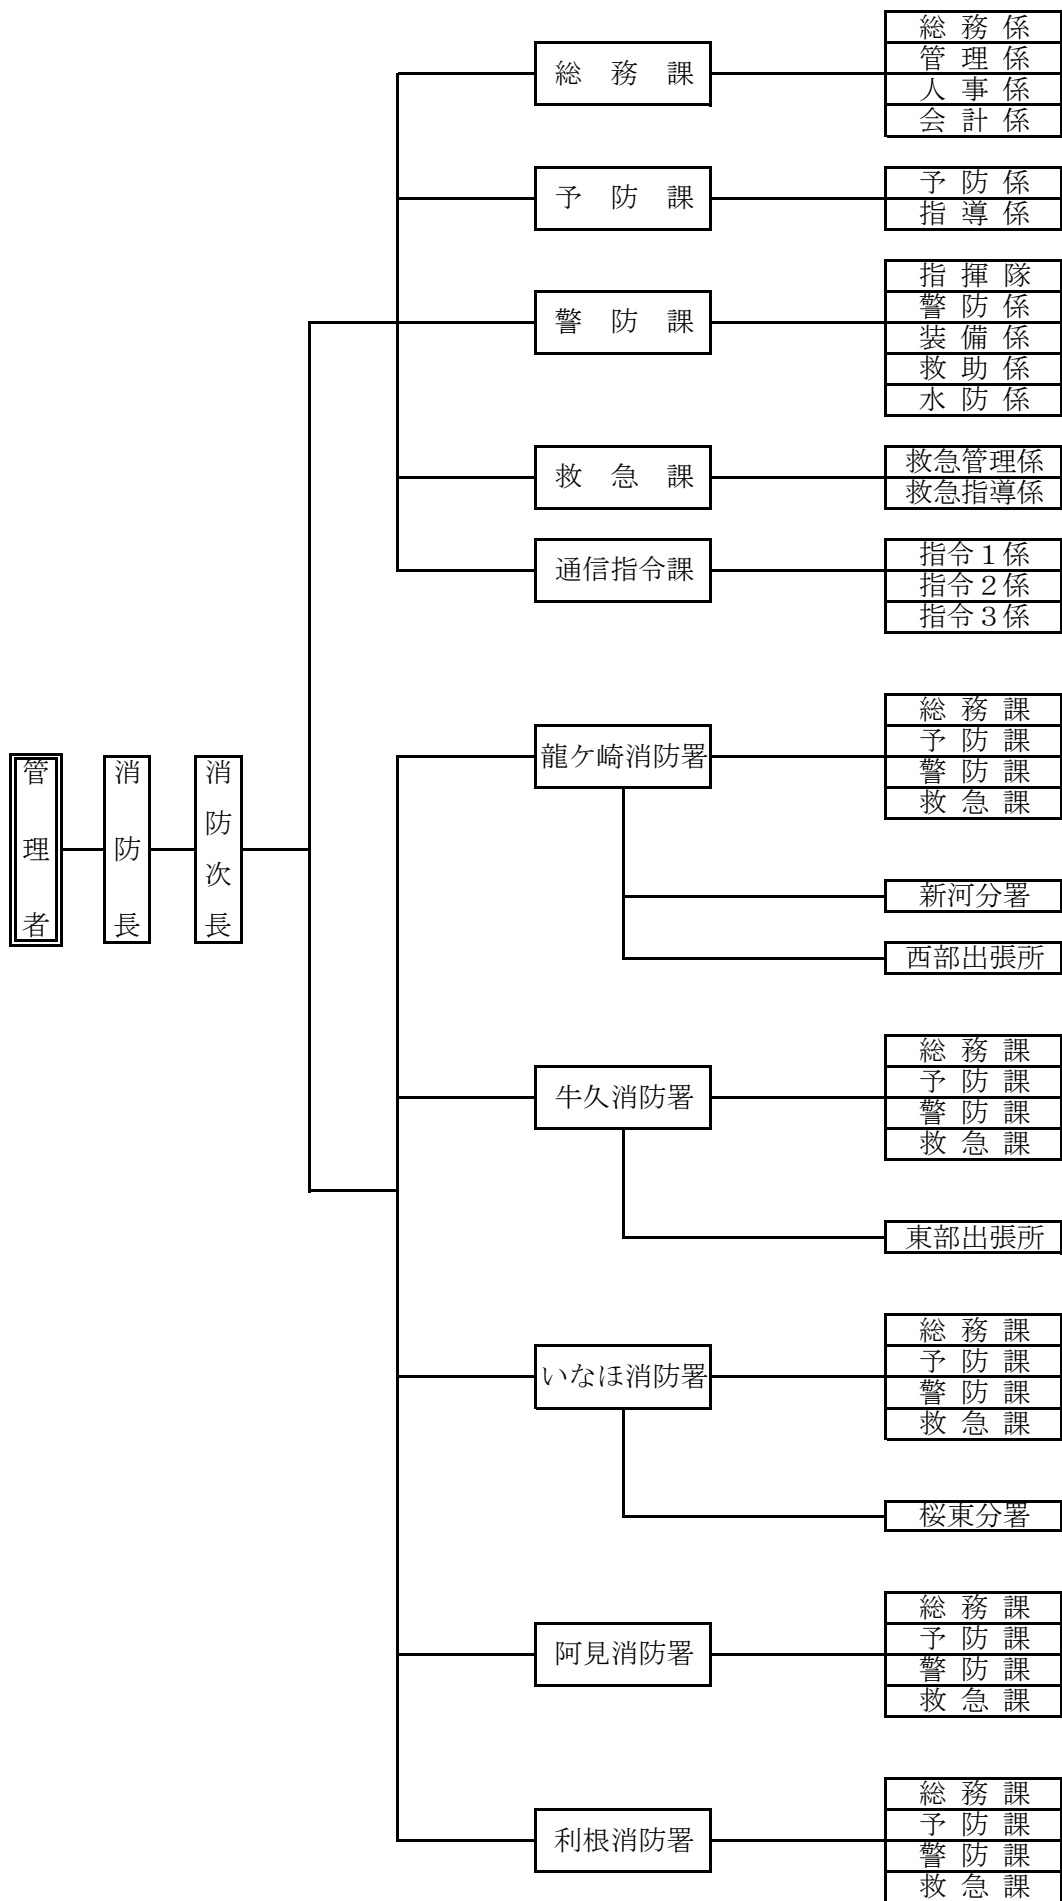 総務課
総務係
管理係
人事係
会計係
予防課
予防係
指導係
警防課
指揮隊
警防係
装備係
救助係
水防係
救急課
救急管理係
救急指導係
通信指令課
指令１係
指令２係
指令３係
管理者
消防長
消防次長
龍ケ崎消防署
総務課
予防課
警防課
救急課
新河分署
西部出張所
牛久消防署
総務課
予防課
警防課
救急課
東部出張所
いなほ消防署
総務課
予防課
警防課
救急課
桜東分署
阿見消防署
総務課
予防課
警防課
救急課
利根消防署
総務課
予防課
警防課
救急課